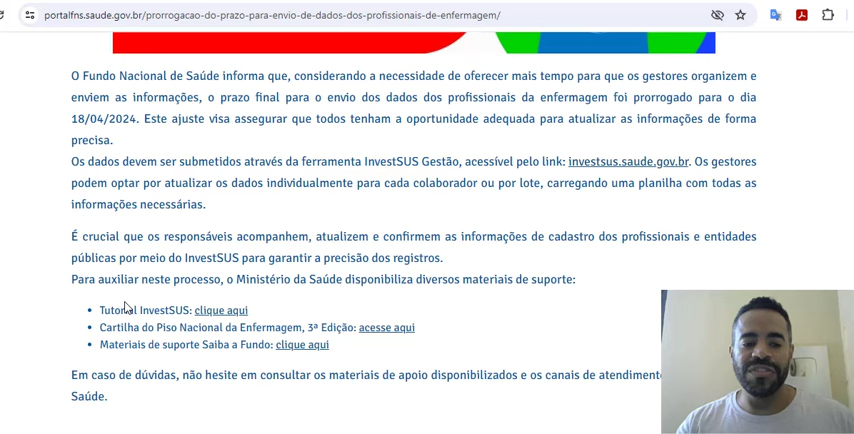 portalfns.saude.gov.br/prorrogacao-do-prazo-para-envio-de-dados-dos-profissionais-de-enfermagem/
O Fundo Nacional de Saúde informa que, considerando a necessidade de oferecer mais tempo para que os gestores organizem e
enviem as informações, o prazo final para o envio dos dados dos profissionais da enfermagem foi prorrogado para o dia
18/04/2024. Este ajuste visa assegurar que todos tenham a oportunidade adequada para atualizar as informações de forma
precisa.
Os dados devem ser submetidos através da ferramenta InvestSUS Gestão, acessível pelo link: investsus.saude.gov.br. Os gestores
podem optar por atualizar os dados individualmente para cada colaborador ou por lote, carregando uma planilha com todas as
informações necessárias.
É crucial que os responsáveis acompanhem, atualizem e confirmem as informações de cadastro dos profissionais e entidades
públicas por meio do InvestSUS para garantir a precisão dos registros.
Para auxiliar neste processo, o Ministério da Saúde disponibiliza diversos materiais de suporte:
• Tutorial InvestSUS: clique aqui
• Cartilha do Piso Nacional da Enfermagem, 3ª Edição: acesse aqui
• Materiais de suporte Saiba a Fundo: clique aqui
Em caso de dúvidas, não hesite em consultar os materiais de apoio disponibilizados e os canais de atendimento
Saúde.